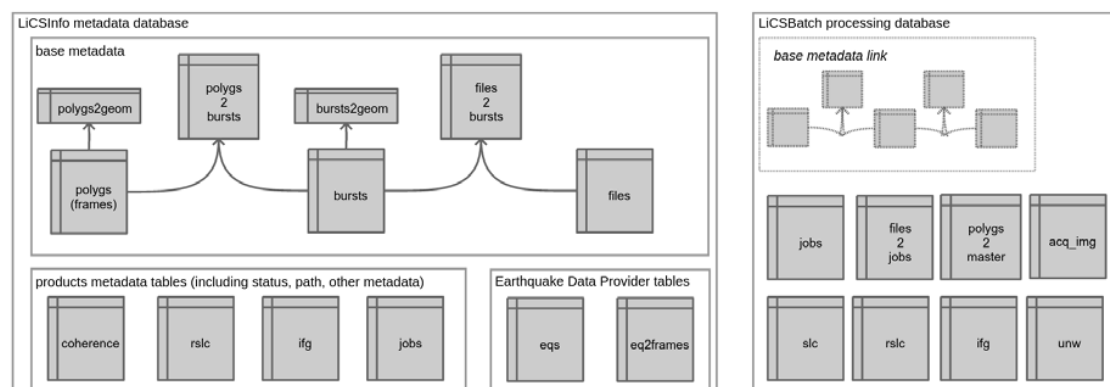 LiCSInfo metadata database
base metadata
polygs2geom
polygs
2
bursts
bursts2geom
files
2
bursts
polygs
(frames)
bursts
files
products metadata tables (including status, path, other metadata)
coherence
rslc
ifg
jobs
Earthquake Data Provider tables
eqs
eq2frames
LiCSBatch processing database
base metadata link
jobs
files
2
jobs
polygs
2
master
acq_img
slc
rslc
ifg
unw